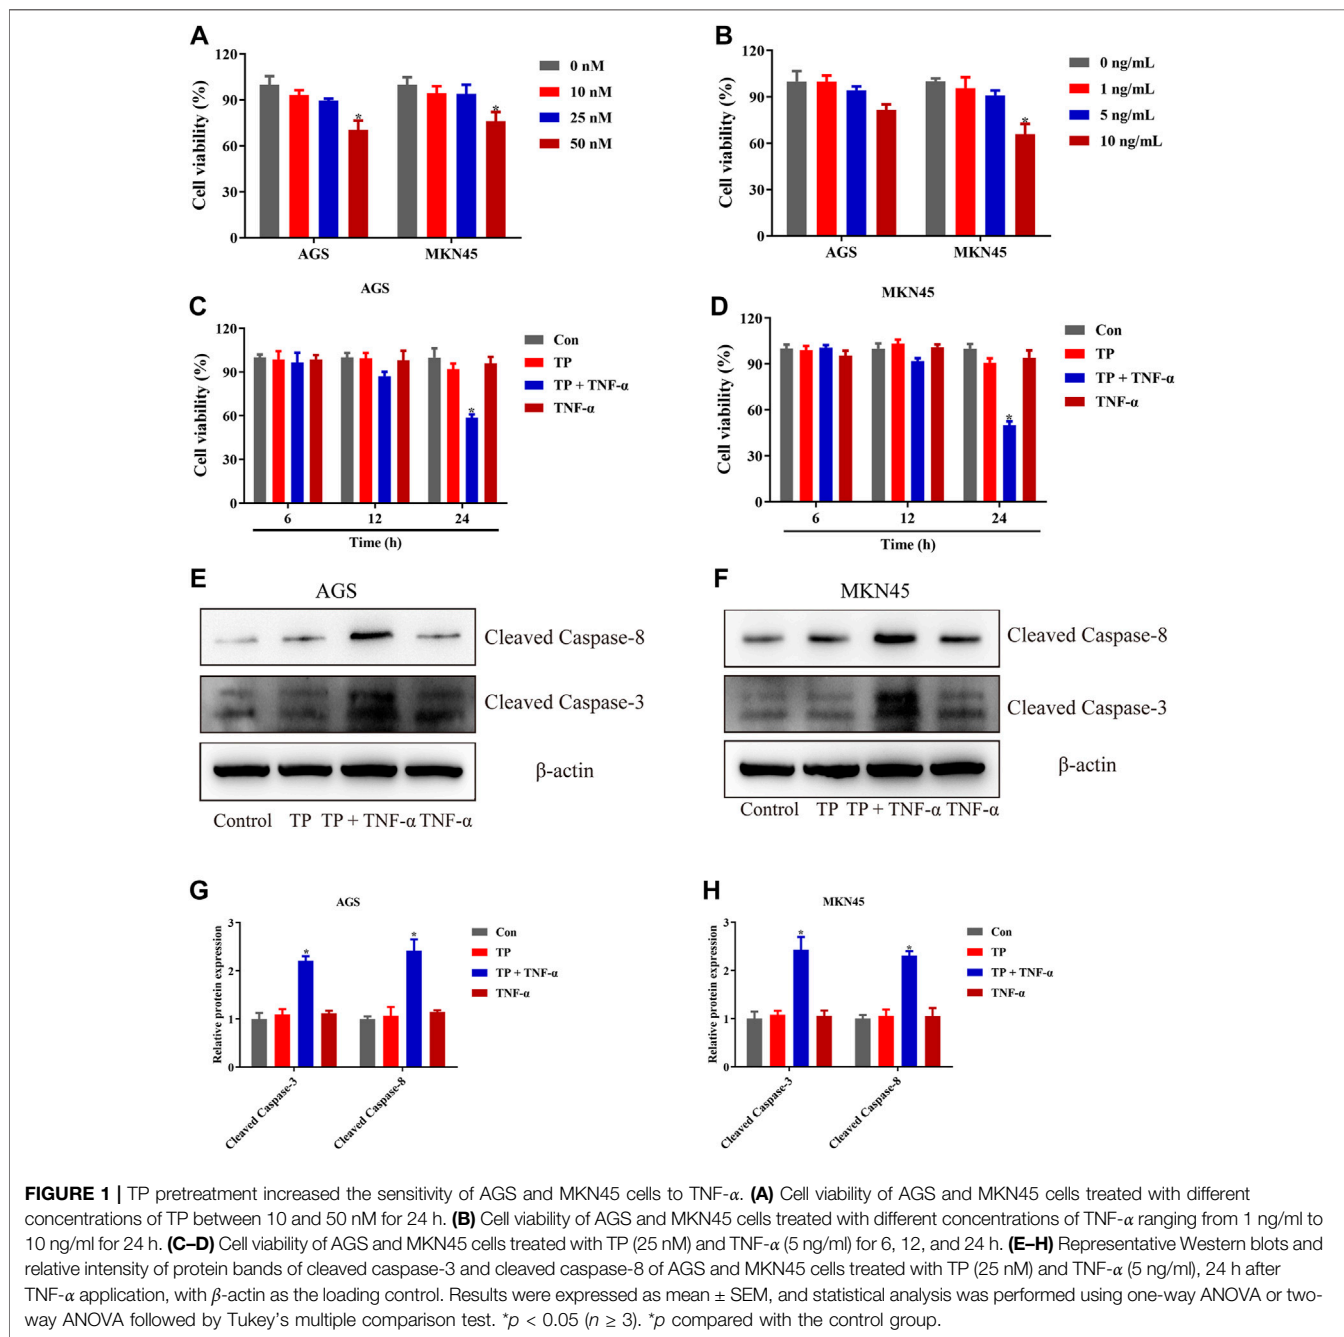 A
120
90
60
30
0
Cell viability (%)
AGS
MKN45
0 nM
10 nM
25 nM
50 nM
*
*
B
120
90
60
30
0
Cell viability (%)
AGS
MKN45
0 ng/mL
1 ng/mL
5 ng/mL
10 ng/mL
*
C
AGS
120
90
60
30
0
Cell viability (%)
6
12
24
Time (h)
Con
TP
TP + TNF-α
TNF-α
*
D
MKN45
120
90
60
30
0
Cell viability (%)
6
12
24
Time (h)
Con
TP
TP + TNF-α
TNF-α
*
E
AGS
Cleaved Caspase-8
Cleaved Caspase-3
β-actin
Control TP TP + TNF-α TNF-α
F
MKN45
Cleaved Caspase-8
Cleaved Caspase-3
β-actin
Control TP TP + TNF-α TNF-α
G
AGS
3
2
1
0
Relative protein expression
Cleaved Caspase-3
Cleaved Caspase-8
Con
TP
TP + TNF-α
TNF-α
*
*
H
MKN45
3
2
1
0
Relative protein expression
Cleaved Caspase-3
Cleaved Caspase-8
Con
TP
TP + TNF-α
TNF-α
*
*
FIGURE 1 | TP pretreatment increased the sensitivity of AGS and MKN45 cells to TNF-α. (A) Cell viability of AGS and MKN45 cells treated with different
concentrations of TP between 10 and 50 nM for 24 h. (B) Cell viability of AGS and MKN45 cells treated with different concentrations of TNF-α ranging from 1 ng/ml to
10 ng/ml for 24 h. (C–D) Cell viability of AGS and MKN45 cells treated with TP (25 nM) and TNF-α (5 ng/ml) for 6, 12, and 24 h. (E–H) Representative Western blots and
relative intensity of protein bands of cleaved caspase-3 and cleaved caspase-8 of AGS and MKN45 cells treated with TP (25 nM) and TNF-α (5 ng/ml), 24 h after
TNF-α application, with β-actin as the loading control. Results were expressed as mean ± SEM, and statistical analysis was performed using one-way ANOVA or two-
way ANOVA followed by Tukey's multiple comparison test. *p < 0.05 (n ≥ 3). *p compared with the control group.